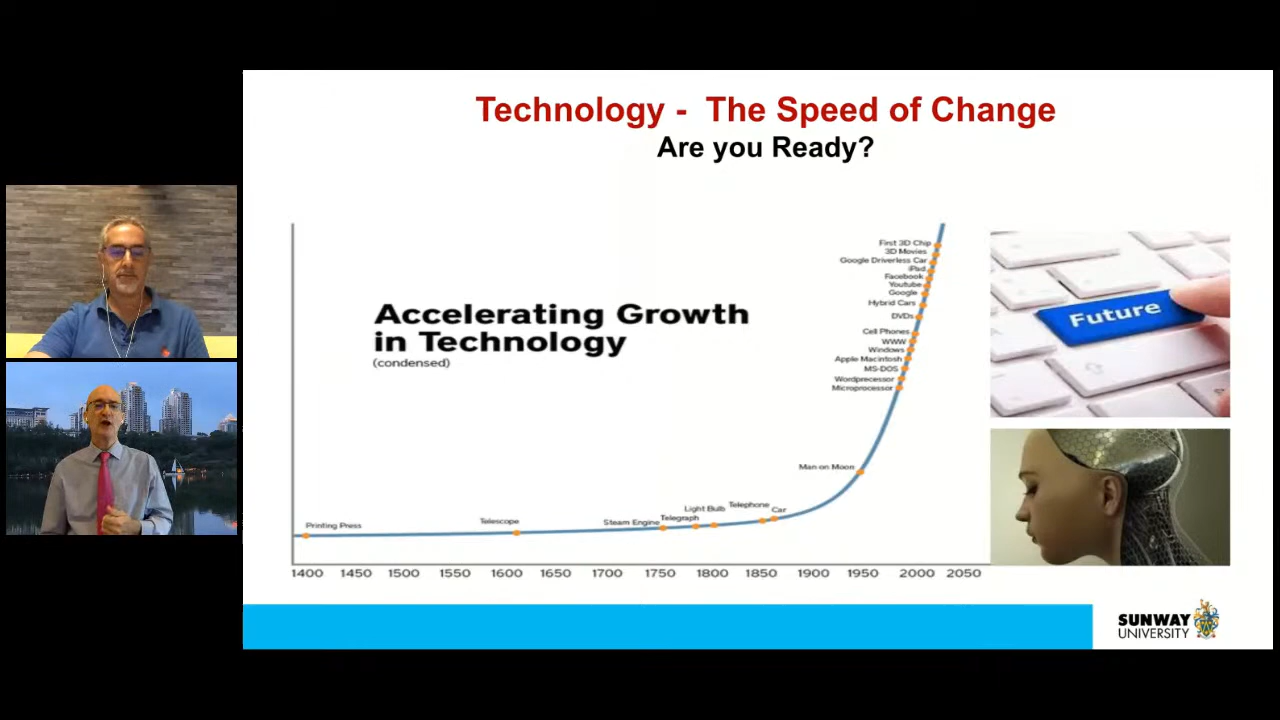 Technology - The Speed of Change
Are you Ready?
Accelerating Growth
in Technology
(condensed)
First 3D Chip
3D Movies
Google Driverless Car
iPad
Facebook
Youtube
Google
Hybrid Cars
DVDs
Cell Phones
WWW
Windows
Apple Macintosh
MS-DOS
Wordprecessor
Microprocessor
Man on Moon
Car
Telephone
Light Bulb
Telegraph
Steam Engine
Telescope
Printing Press
1400 1450 1500 1550 1600 1650 1700 1750 1800 1850 1900 1950 2000 2050
Future
SUNWAY
UNIVERSITY